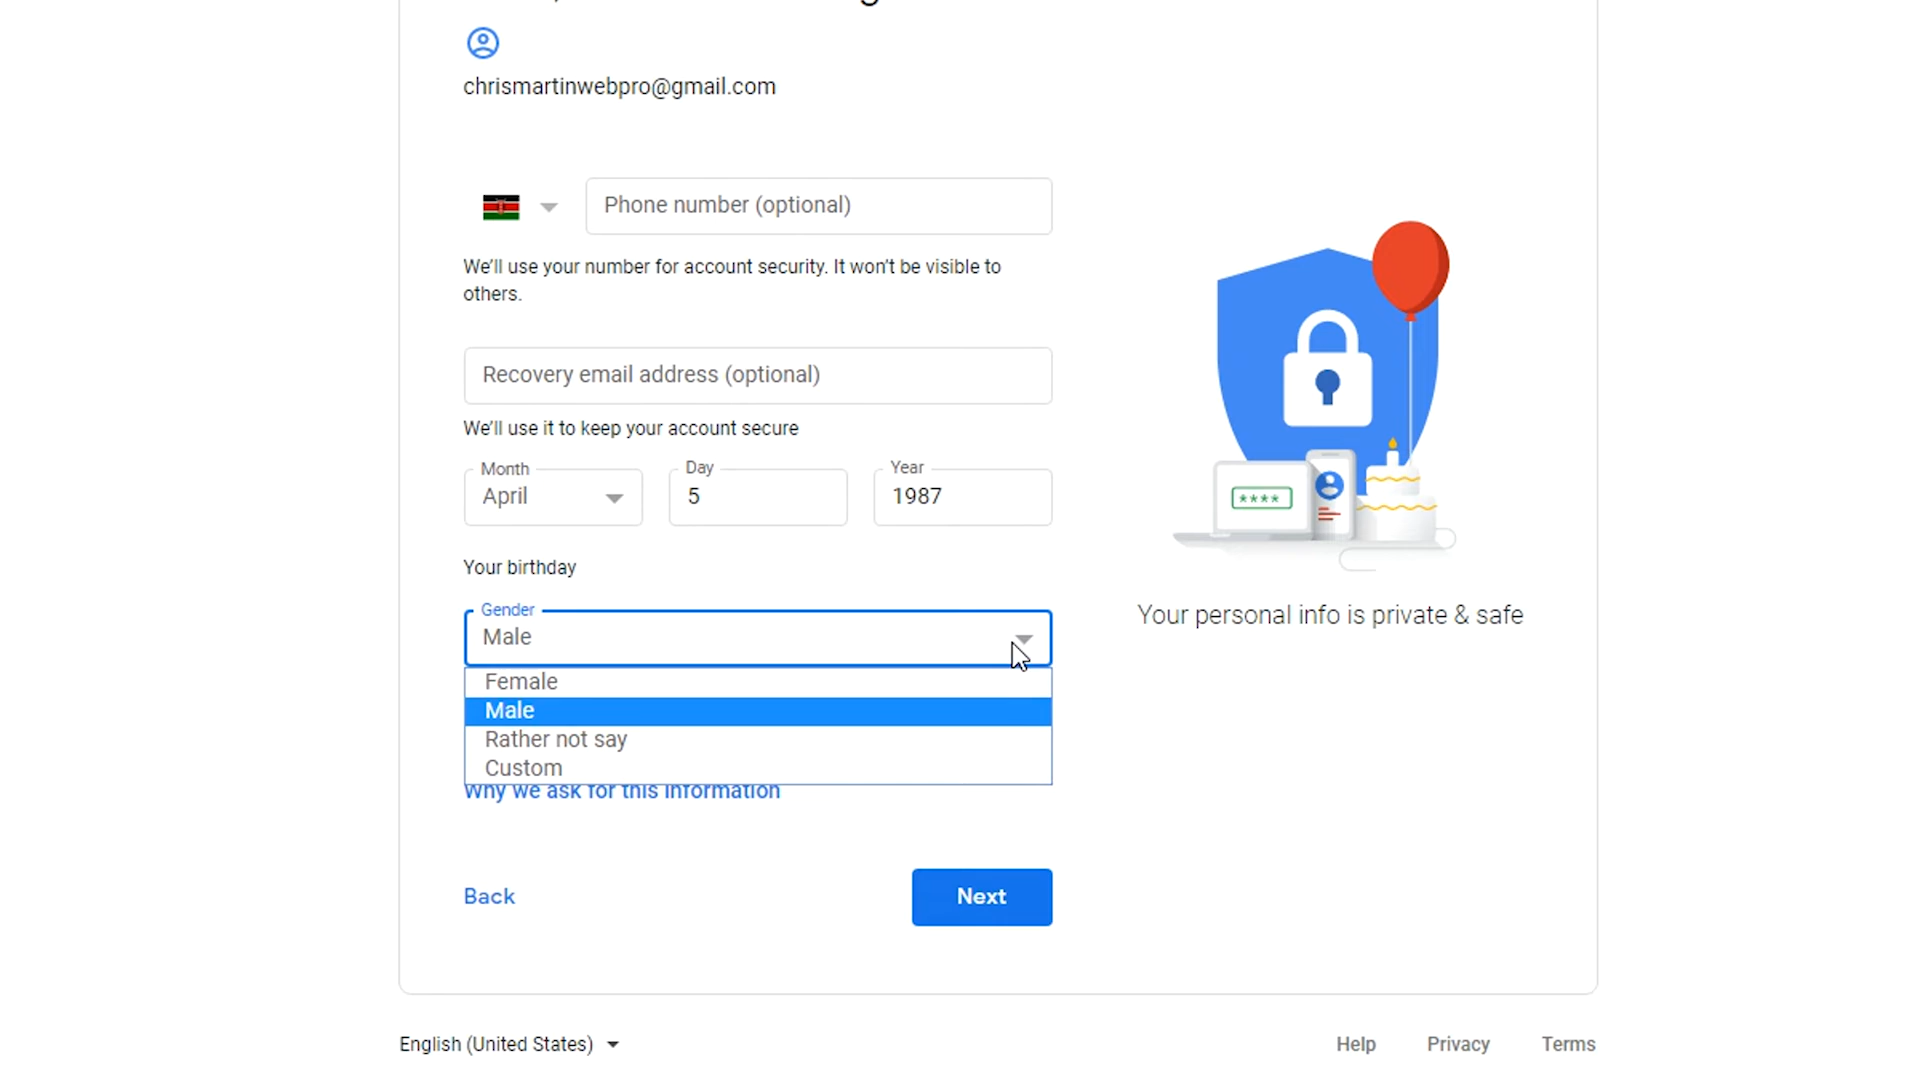 chrismartinwebpro@gmail.com
Phone number (optional)
We'll use your number for account security. It won't be visible to
others.
Recovery email address (optional)
We'll use it to keep your account secure
Month
Day
Year
April
5
1987
Your birthday
Gender
Male
Female
Male
Rather not say
Custom
Why we ask for this information
Back
Next
****
Your personal info is private & safe
English (United States)
Help
Privacy
Terms